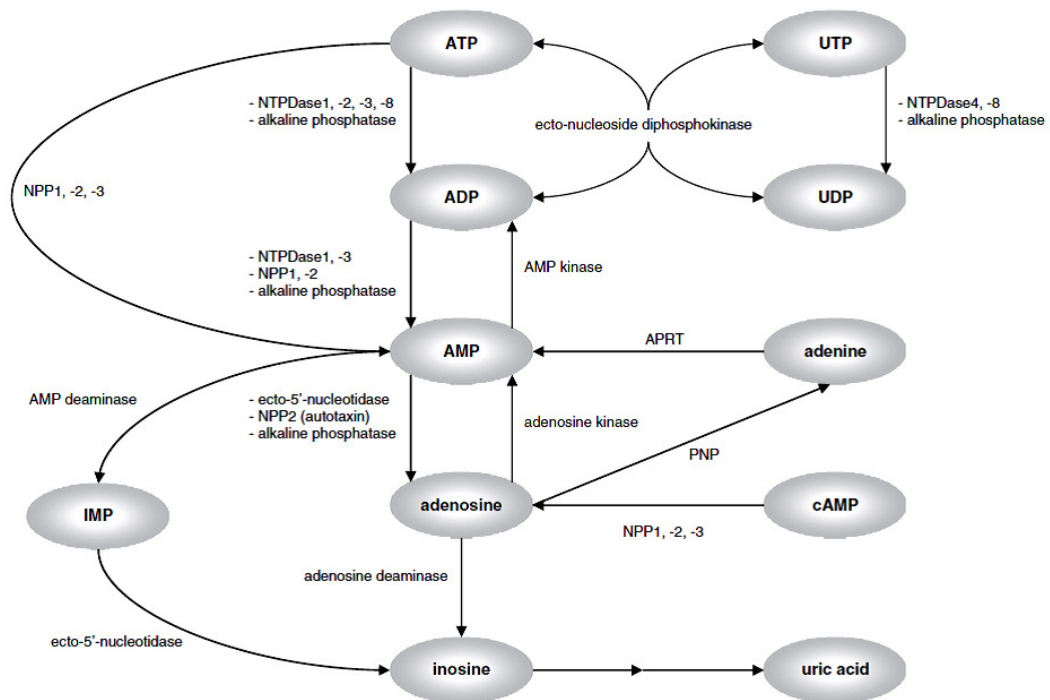 ATP
UTP
- NTPDase1, -2, -3, -8
- alkaline phosphatase
- NTPDase4, -8
- alkaline phosphatase
ecto-nucleoside diphosphokinase
NPP1, -2, -3
ADP
UDP
- NTPDase1, -3
- NPP1, -2
- alkaline phosphatase
AMP kinase
AMP
APRT
adenine
AMP deaminase
- ecto-5'-nucleotidase
- NPP2 (autotaxin)
- alkaline phosphatase
adenosine kinase
PNP
IMP
adenosine
cAMP
NPP1, -2, -3
adenosine deaminase
ecto-5'-nucleotidase
inosine
uric acid